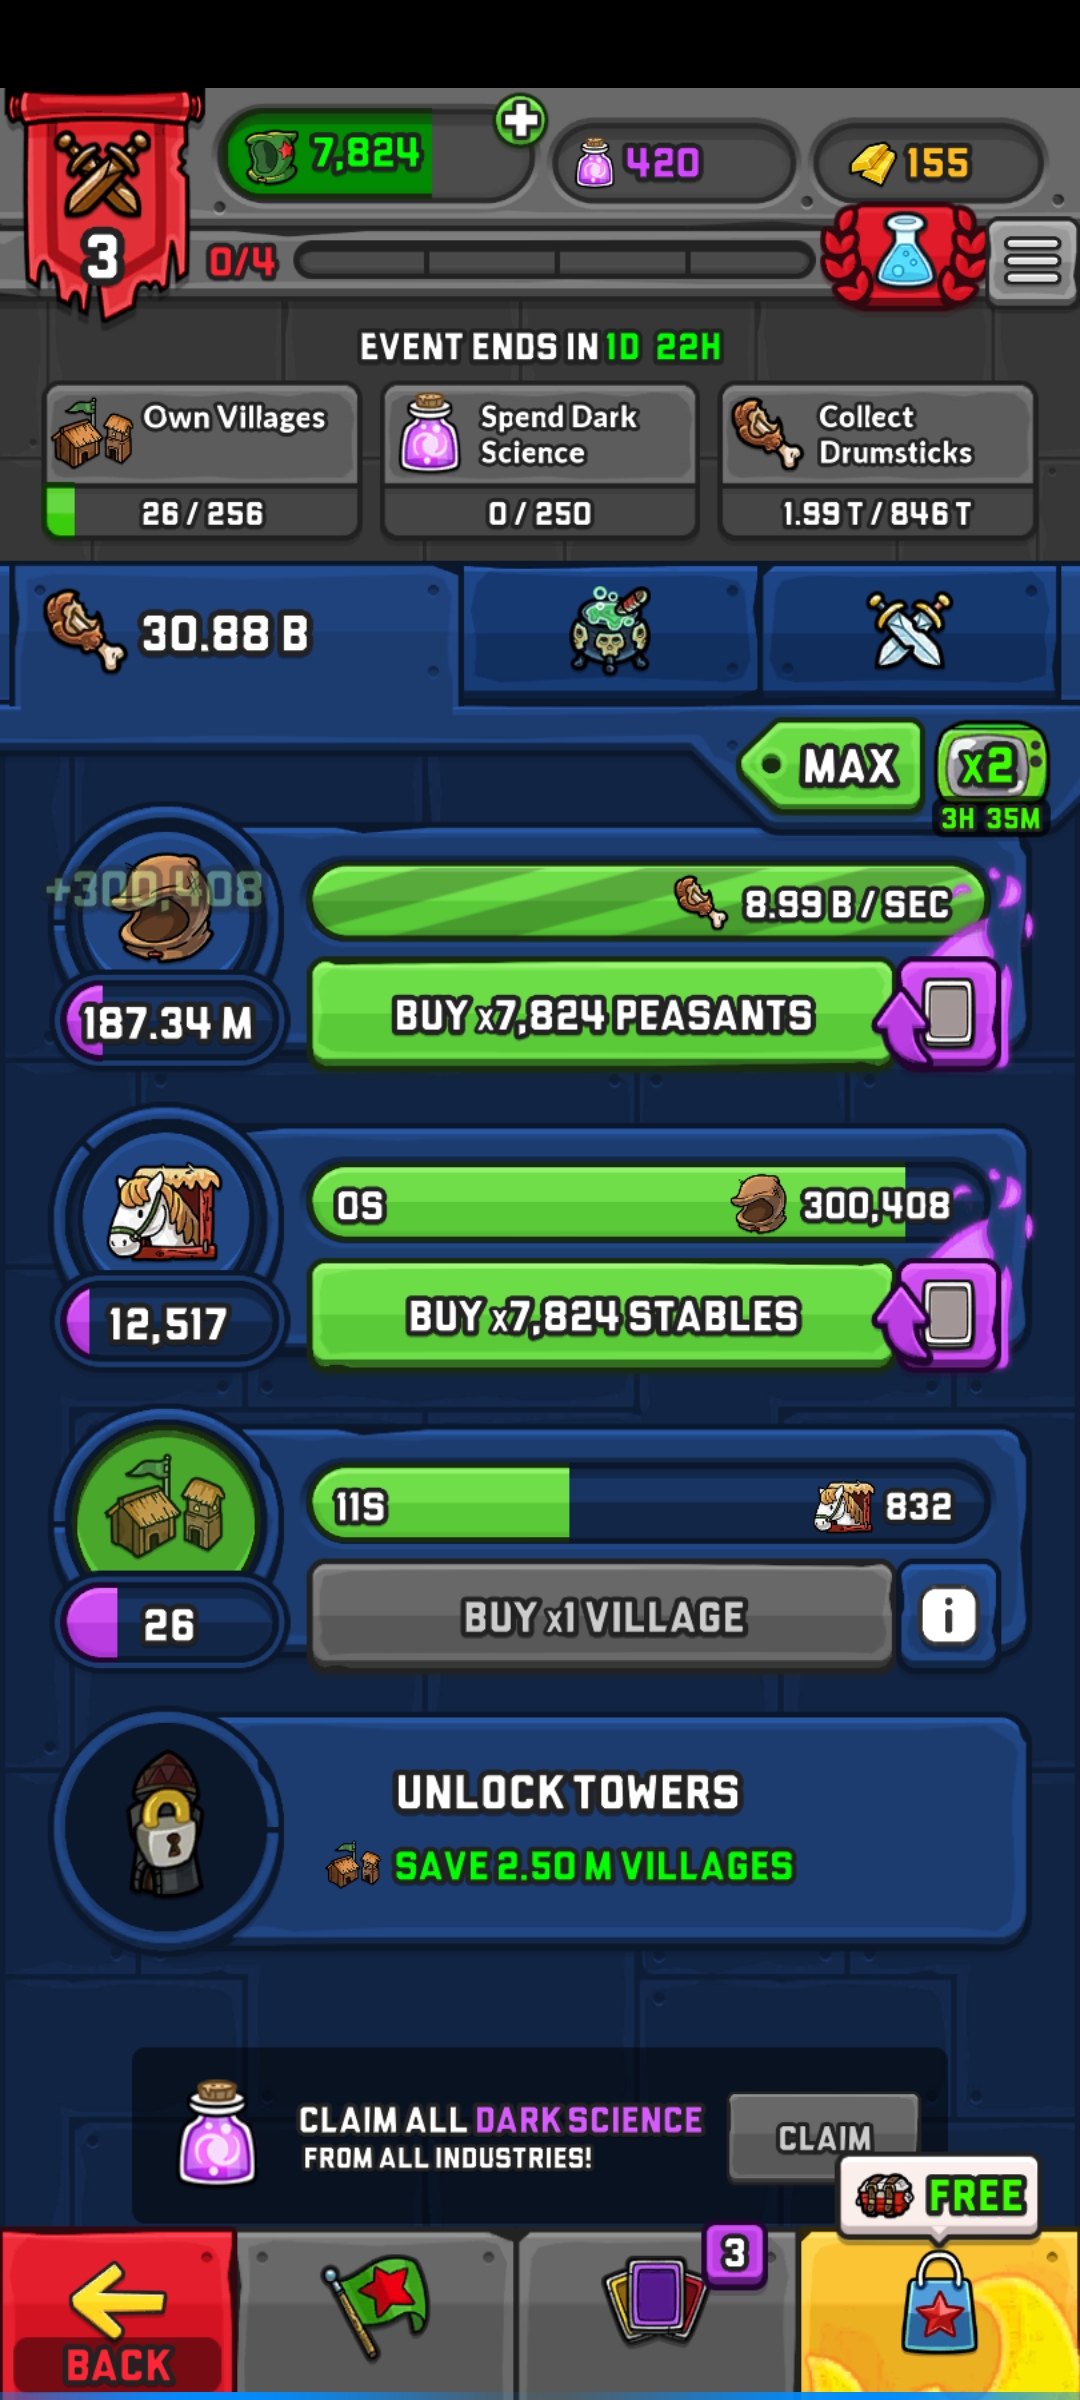 7,824
420
155
3
0/4
EVENT ENDS IN 1D 22H
Own Villages
26 / 256
Spend Dark
Science
0 / 250
Collect
Drumsticks
1.99 T / 846 T
30.88 B
MAX
x2
3H 35M
+300,408
8.99 B / SEC
187.34 M
BUY x7,824 PEASANTS
0S
300,408
12,517
BUY x7,824 STABLES
11S
832
26
BUY x1 VILLAGE
i
UNLOCK TOWERS
SAVE 2.50 M VILLAGES
CLAIM ALL DARK SCIENCE
FROM ALL INDUSTRIES!
CLAIM
FREE
3
BACK